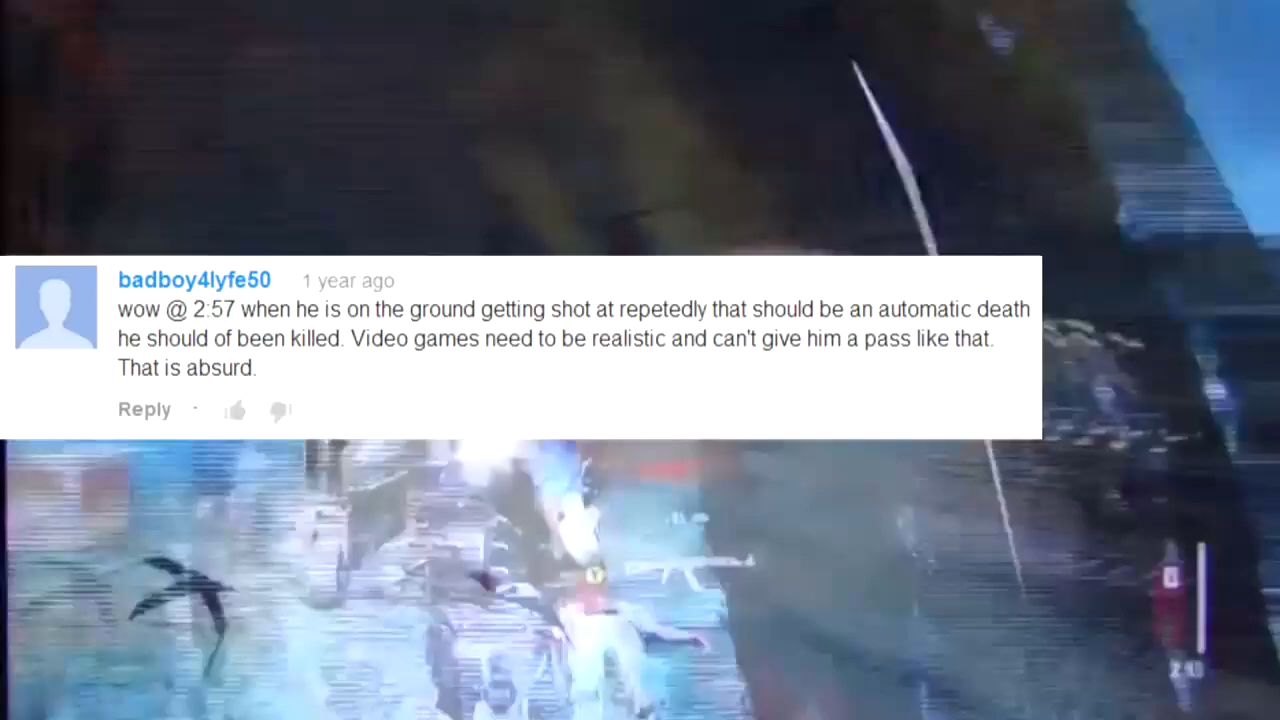 badboy4lyfe50 1 year ago
wow @ 2:57 when he is on the ground getting shot at repetedly that should be an automatic death
he should of been killed. Video games need to be realistic and can't give him a pass like that.
That is absurd.
Reply ·